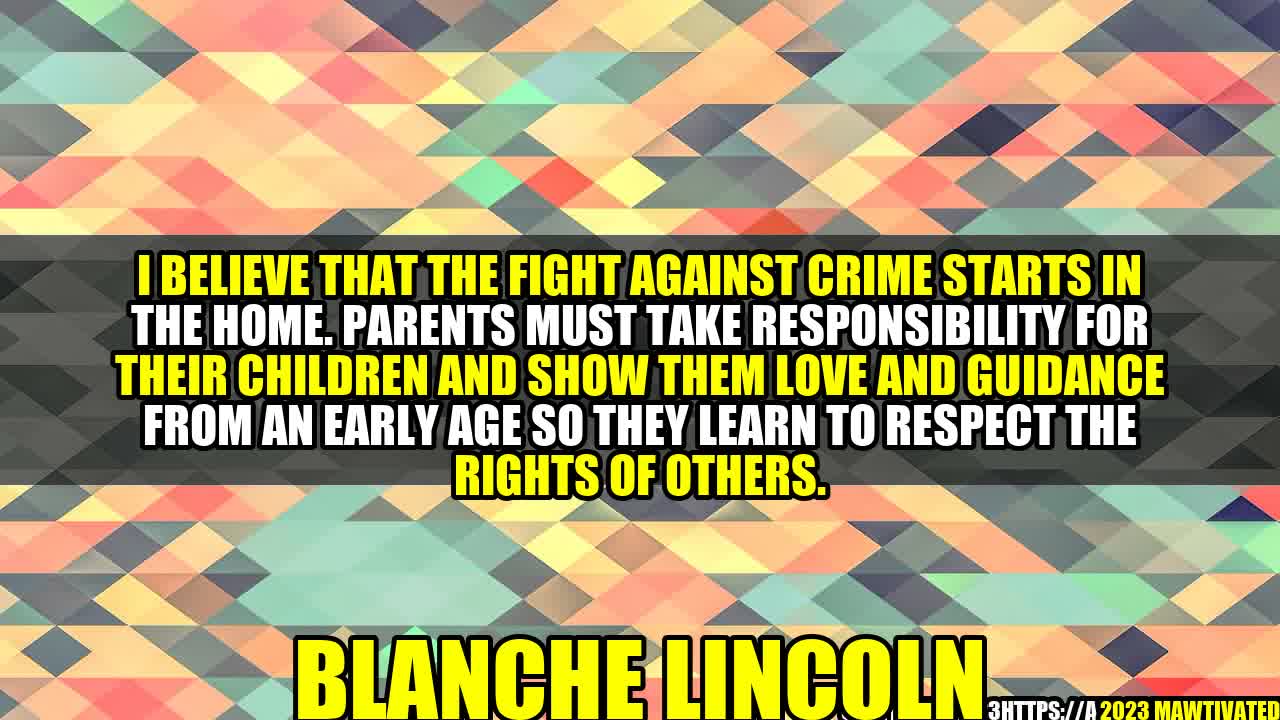 I BELIEVE THAT THE FIGHT AGAINST CRIME STARTS IN
THE HOME. PARENTS MUST TAKE RESPONSIBILITY FOR
THEIR CHILDREN AND SHOW THEM LOVE AND GUIDANCE
FROM AN EARLY AGE SO THEY LEARN TO RESPECT THE
RIGHTS OF OTHERS.
BLANCHE LINCOLN
3HTTPS://A 2023 MAWTIVATED